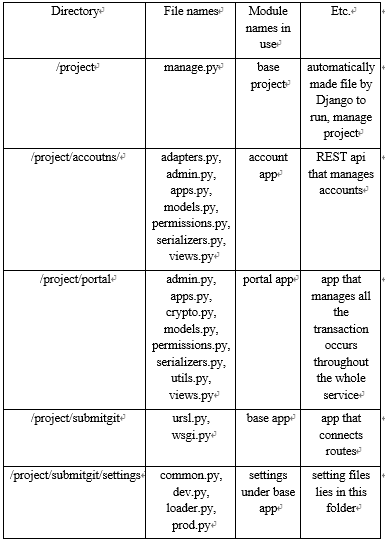 Directory
File names
Module
names in
use
Etc.
/project
manage.py
base
project
automatically
made file by
Django to
run, manage
project
/project/accoutns/
adapters.py,
admin.py,
apps.py,
models.py,
permissions.py,
serializers.py,
views.py
account
app
REST api
that manages
accounts
/project/portal
admin.py,
apps.py,
crypto.py,
models.py,
permissions.py,
serializers.py,
utils.py,
views.py
portal app
app that
manages all
the
transaction
occurs
throughout
the whole
service
/project/submitgit
ursl.py,
wsgi.py
base app
app that
connects
routes
/project/submitgit/settings
common.py,
dev.py,
loader.py,
prod.py
settings
under base
app
setting files
lies in this
folder